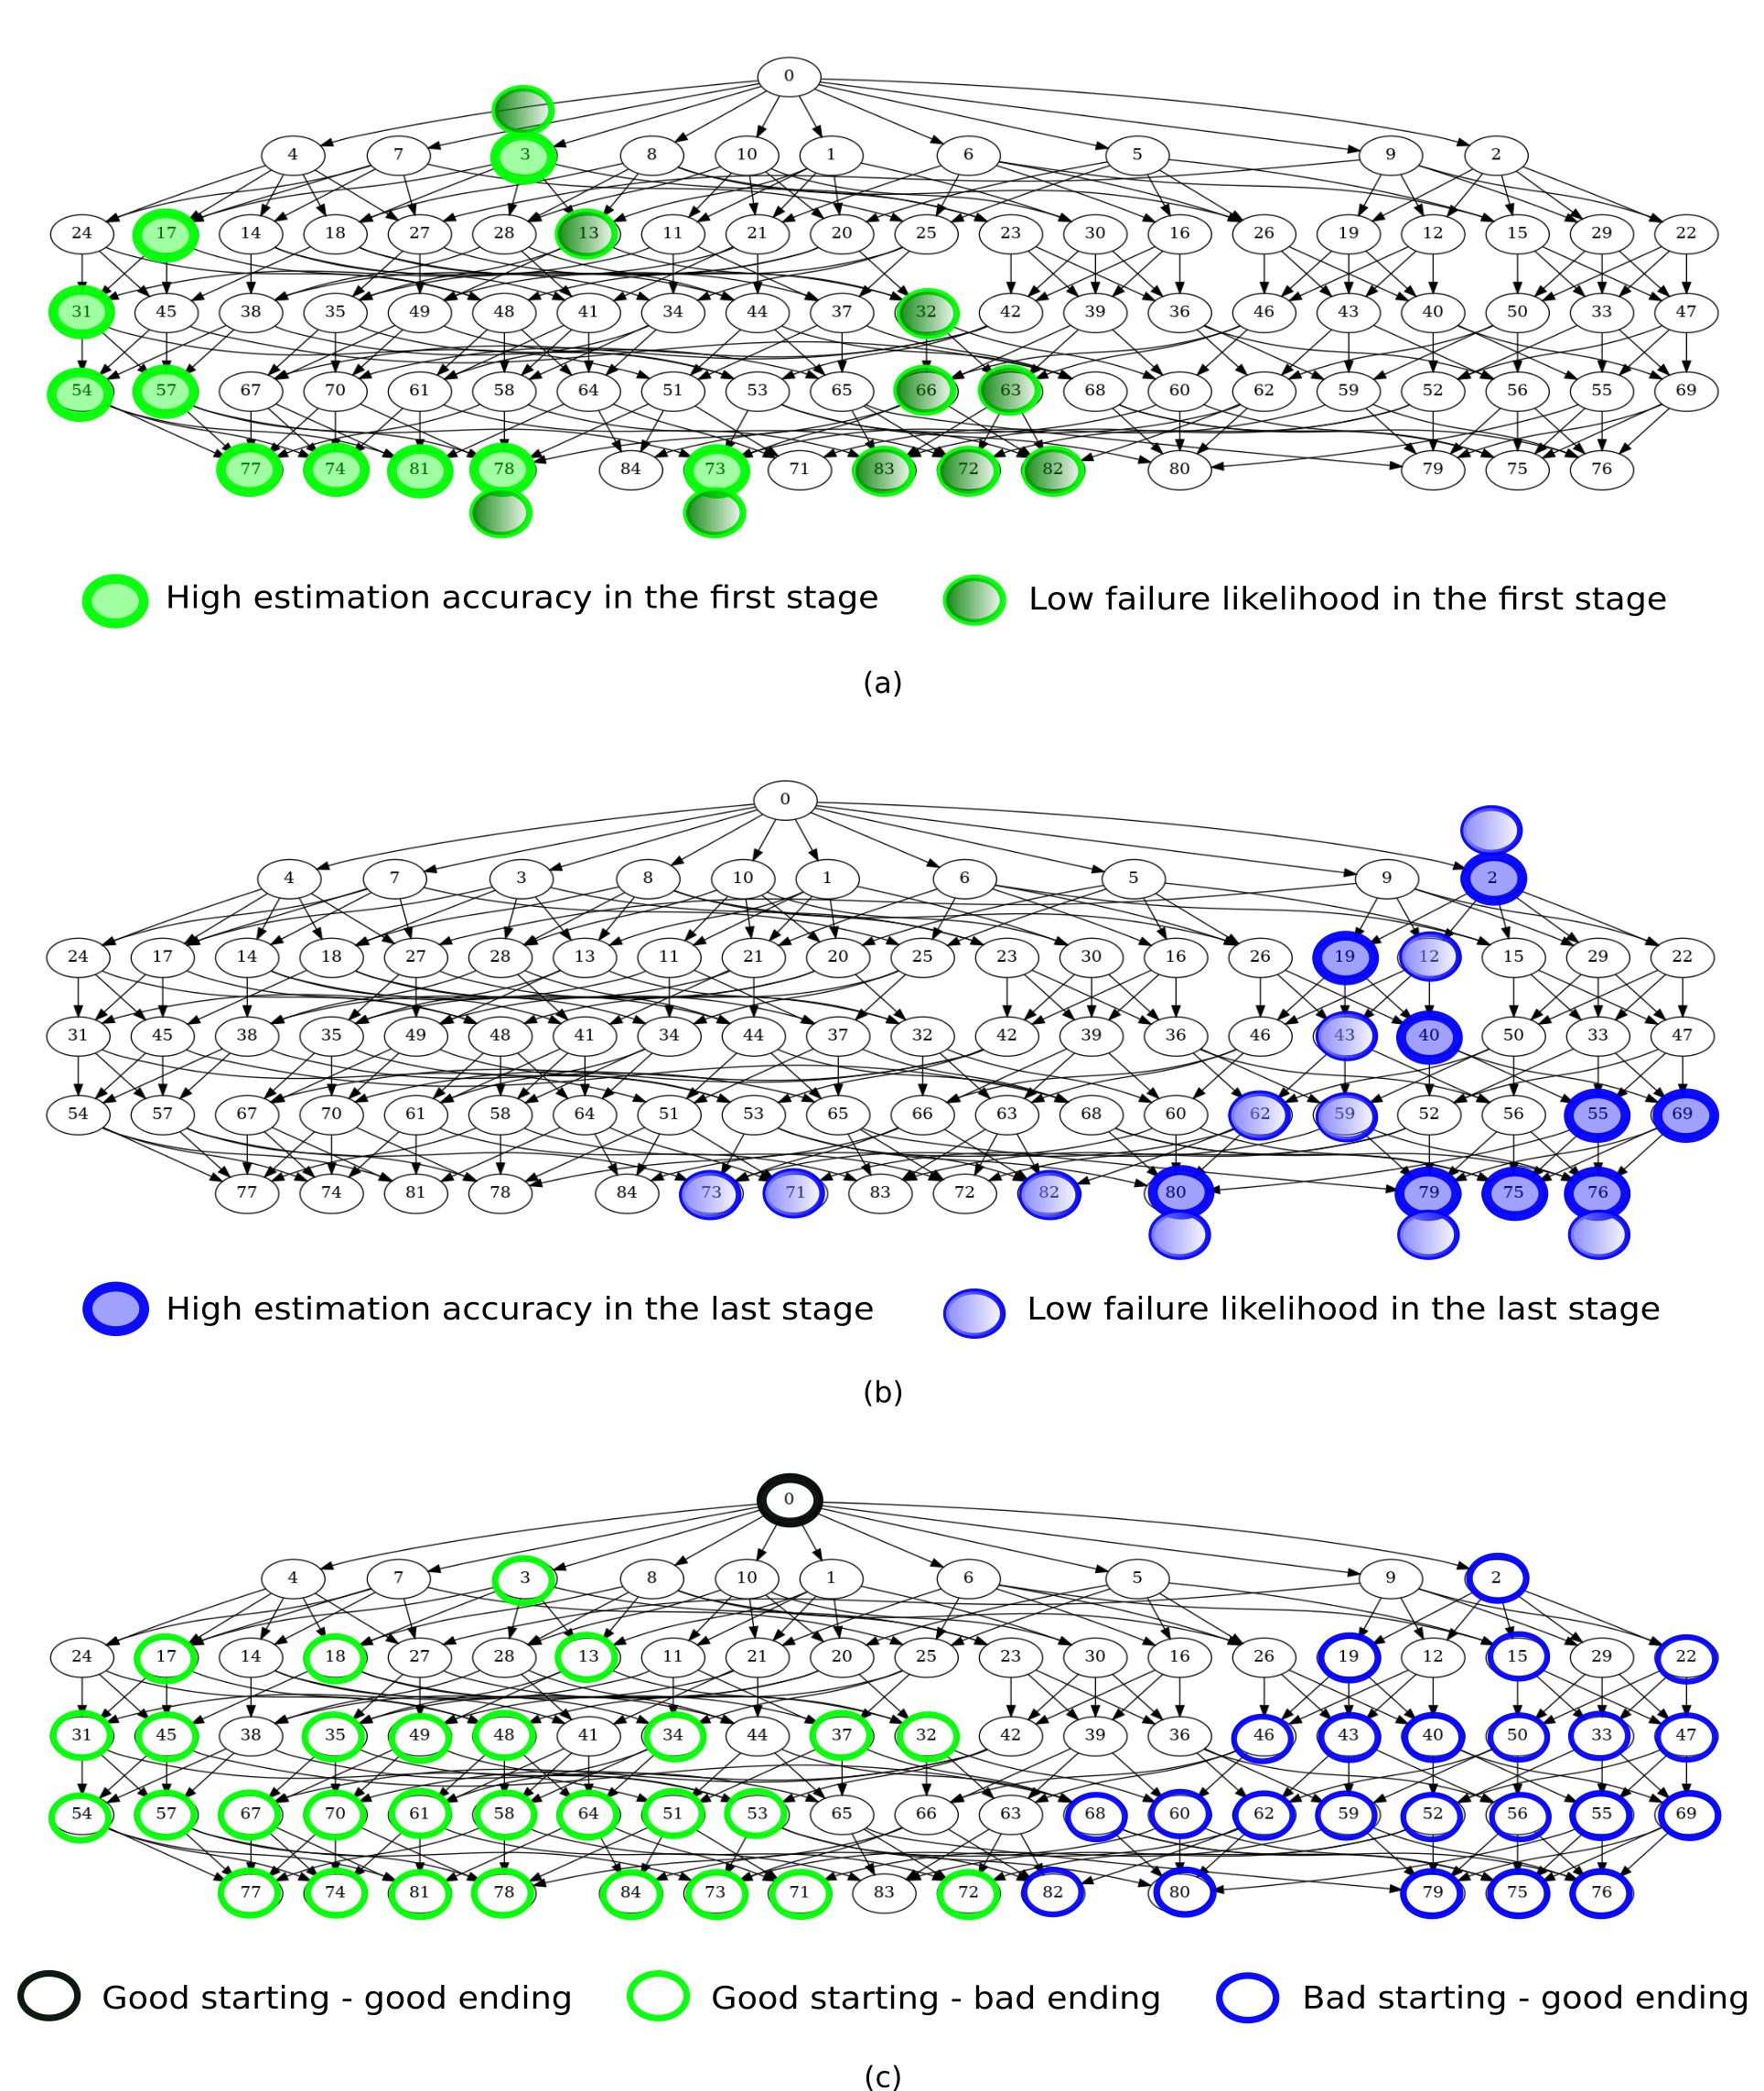 0
4 7 3 8 10 1 6 5 9 2
24 17 14 18 27 28 13 11 21 20 25 23 30 16 26 19 12 15 29 22
31 45 38 35 49 48 41 34 44 37 32 42 39 36 46 43 40 50 33 47
54 57 67 70 61 58 64 51 53 65 66 63 68 60 62 59 52 56 55 69
77 74 81 78 84 73 71 83 72 82 80 79 75 76
High estimation accuracy in the first stage Low failure likelihood in the first stage
(a)
0
4 7 3 8 10 1 6 5 9 2
24 17 14 18 27 28 13 11 21 20 25 23 30 16 26 19 12 15 29 22
31 45 38 35 49 48 41 34 44 37 32 42 39 36 46 43 40 50 33 47
54 57 67 70 61 58 64 51 53 65 66 63 68 60 62 59 52 56 55 69
77 74 81 78 84 73 71 83 72 82 80 79 75 76
High estimation accuracy in the last stage Low failure likelihood in the last stage
(b)
0
4 7 3 8 10 1 6 5 9 2
24 17 14 18 27 28 13 11 21 20 25 23 30 16 26 19 12 15 29 22
31 45 38 35 49 48 41 34 44 37 32 42 39 36 46 43 40 50 33 47
54 57 67 70 61 58 64 51 53 65 66 63 68 60 62 59 52 56 55 69
77 74 81 78 84 73 71 83 72 82 80 79 75 76
Good starting - good ending Good starting - bad ending Bad starting - good ending
(c)